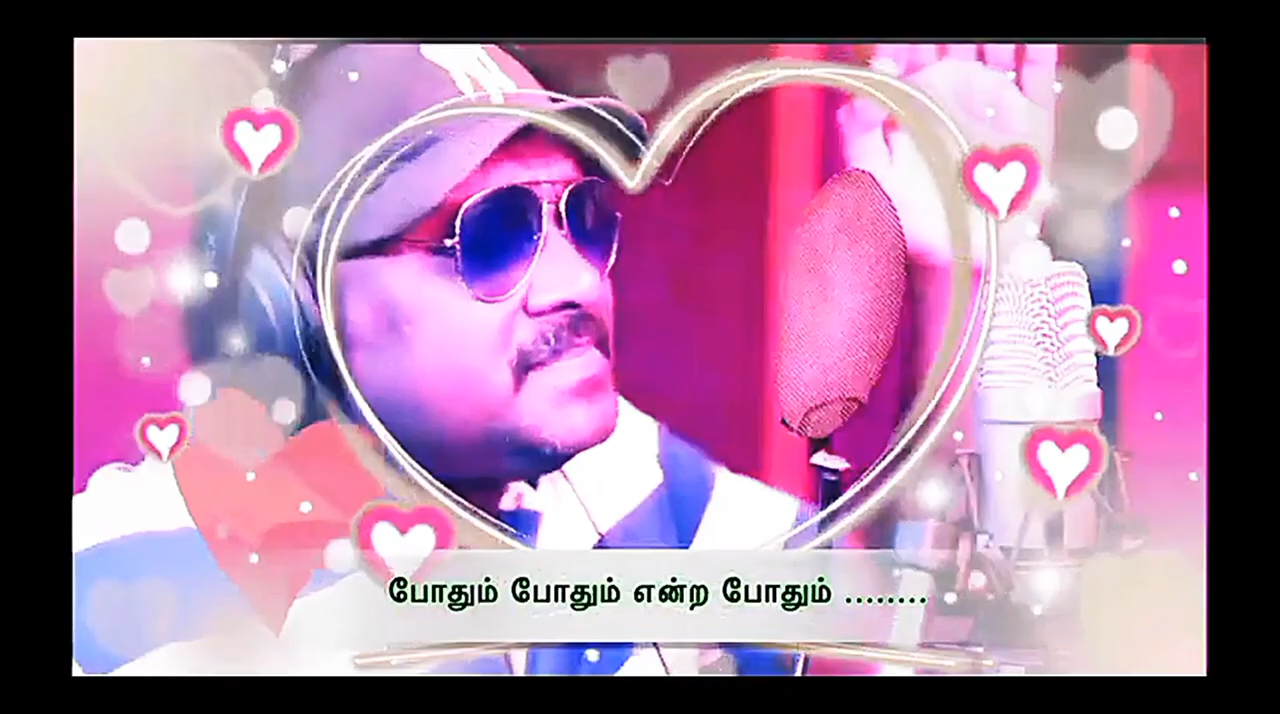 போதும் போதும் என்ற போதும் ........